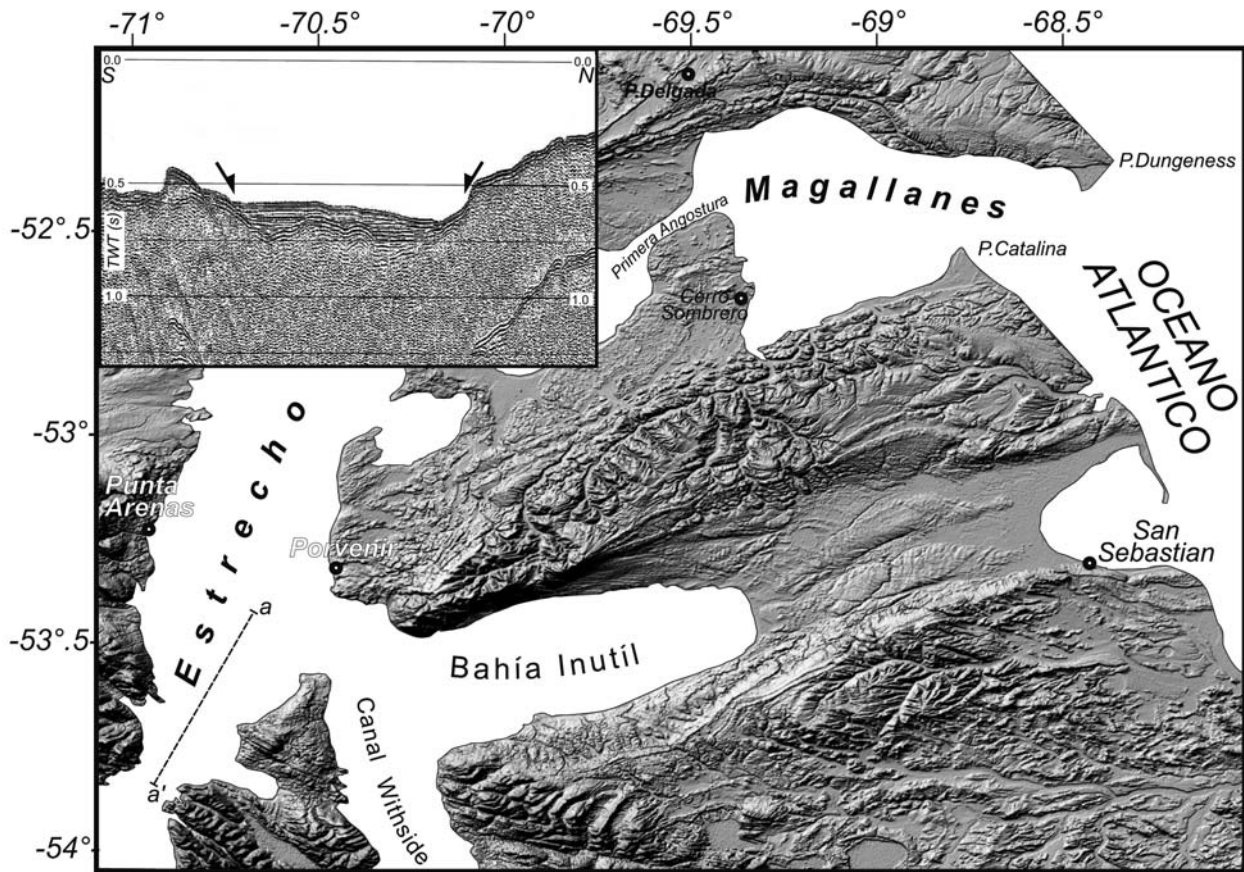 -71°
-70.5°
-70°
-69.5°
-69°
-68.5°
0.0
0.0
S
N
0.5
0.5
TWT (s)
1.0
1.0
P.Delgada
P.Dungeness
Magallanes
-52°.5
Primera Angostura
P.Catalina
Cerro
Sombrero
OCEANO
ATLANTICO
-53°
Estrecho
Punta
Arenas
Porvenir
San
Sebastian
a
-53°.5
Bahía Inutíl
Canal Withside
a'
-54°